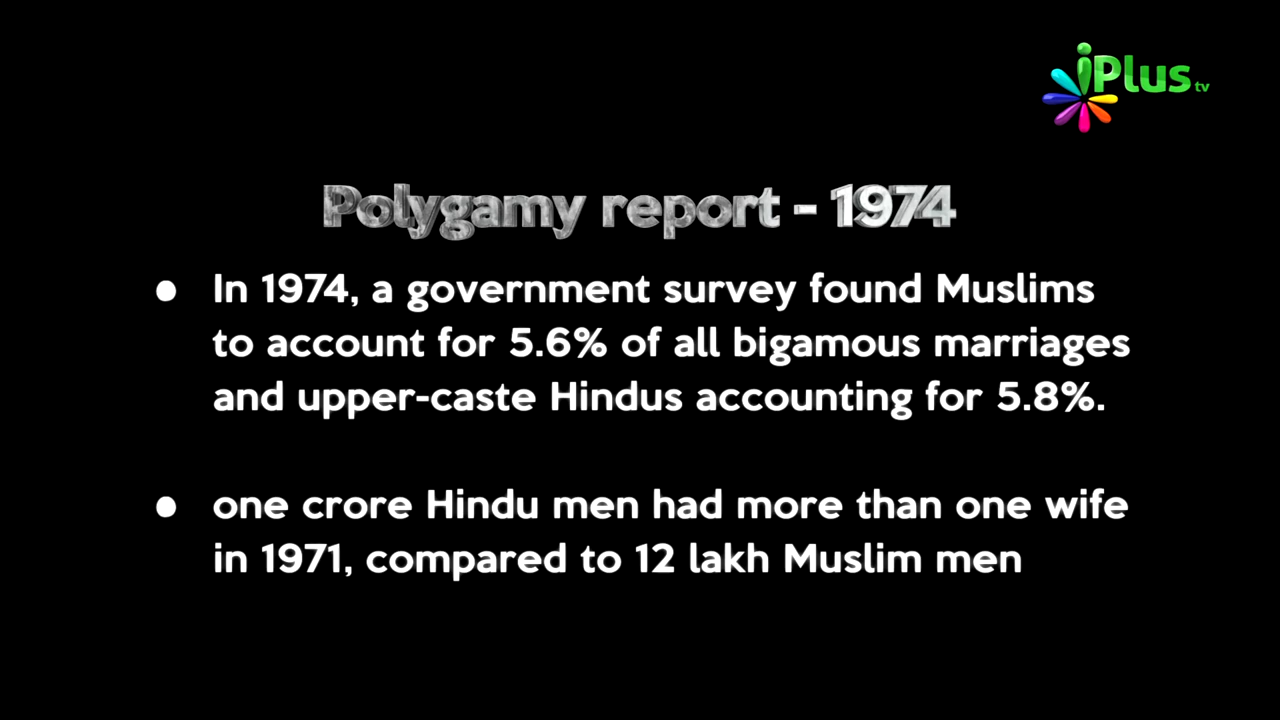 iPlus tv
Polygamy report - 1974
• In 1974, a government survey found Muslims
to account for 5.6% of all bigamous marriages
and upper-caste Hindus accounting for 5.8%.
• one crore Hindu men had more than one wife
in 1971, compared to 12 lakh Muslim men